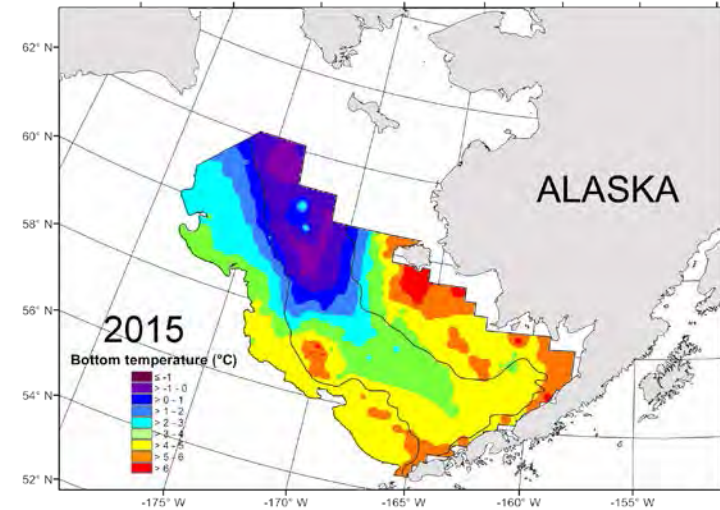 62° N
60° N
58° N
56° N
54° N
52° N
ALASKA
2015
Bottom temperature (°C)
≤ -1
> -1 - 0
> 0 - 1
> 1 - 2
> 2 - 3
> 3 - 4
> 4 - 5
> 5 - 6
> 6
-175° W
-170° W
-165° W
-160° W
-155° W